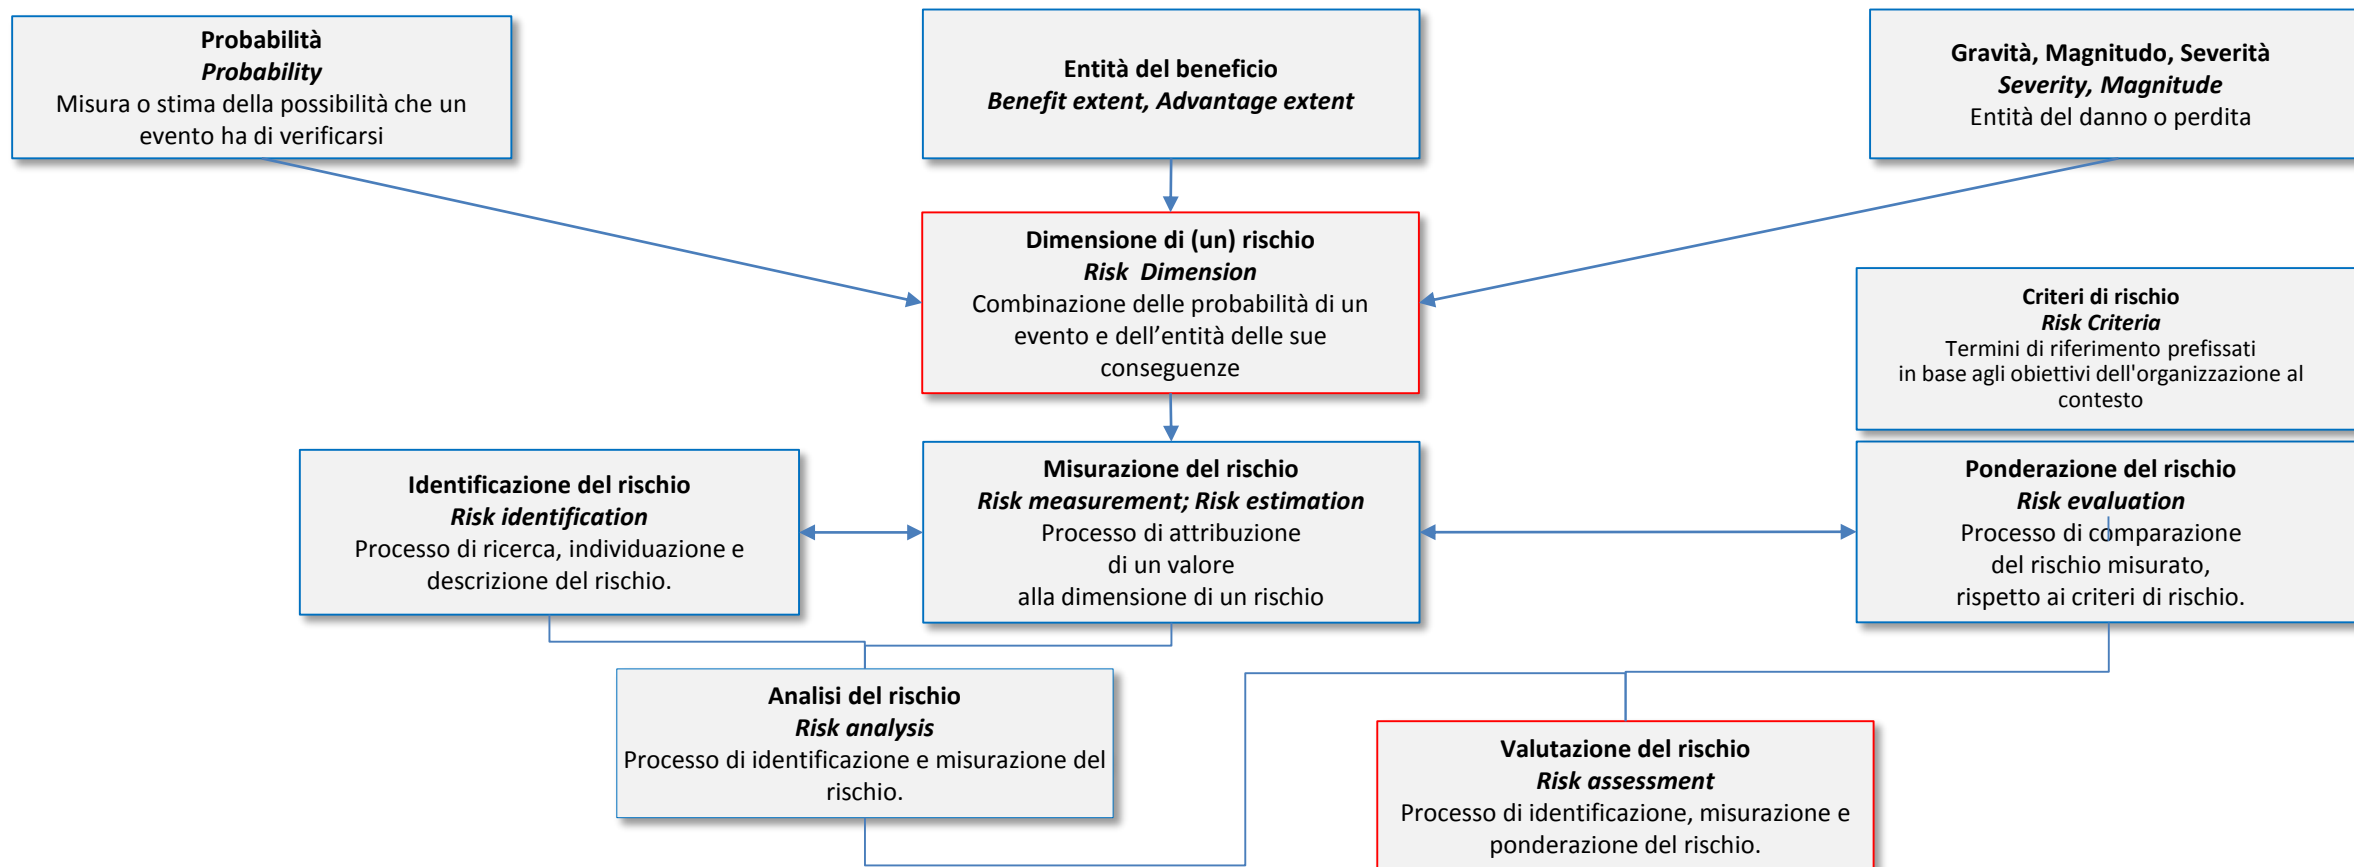 Probabilità
Probability
Misura o stima della possibilità che un
evento ha di verificarsi
Entità del beneficio
Benefit extent, Advantage extent
Gravità, Magnitudo, Severità
Severity, Magnitude
Entità del danno o perdita
Dimensione di (un) rischio
Risk Dimension
Combinazione delle probabilità di un
evento e dell’entità delle sue
conseguenze
Criteri di rischio
Risk Criteria
Termini di riferimento prefissati
in base agli obiettivi dell'organizzazione al
contesto
Identificazione del rischio
Risk identification
Processo di ricerca, individuazione e
descrizione del rischio.
Misurazione del rischio
Risk measurement; Risk estimation
Processo di attribuzione
di un valore
alla dimensione di un rischio
Ponderazione del rischio
Risk evaluation
Processo di comparazione
del rischio misurato,
rispetto ai criteri di rischio.
Analisi del rischio
Risk analysis
Processo di identificazione e misurazione del
rischio.
Valutazione del rischio
Risk assessment
Processo di identificazione, misurazione e
ponderazione del rischio.